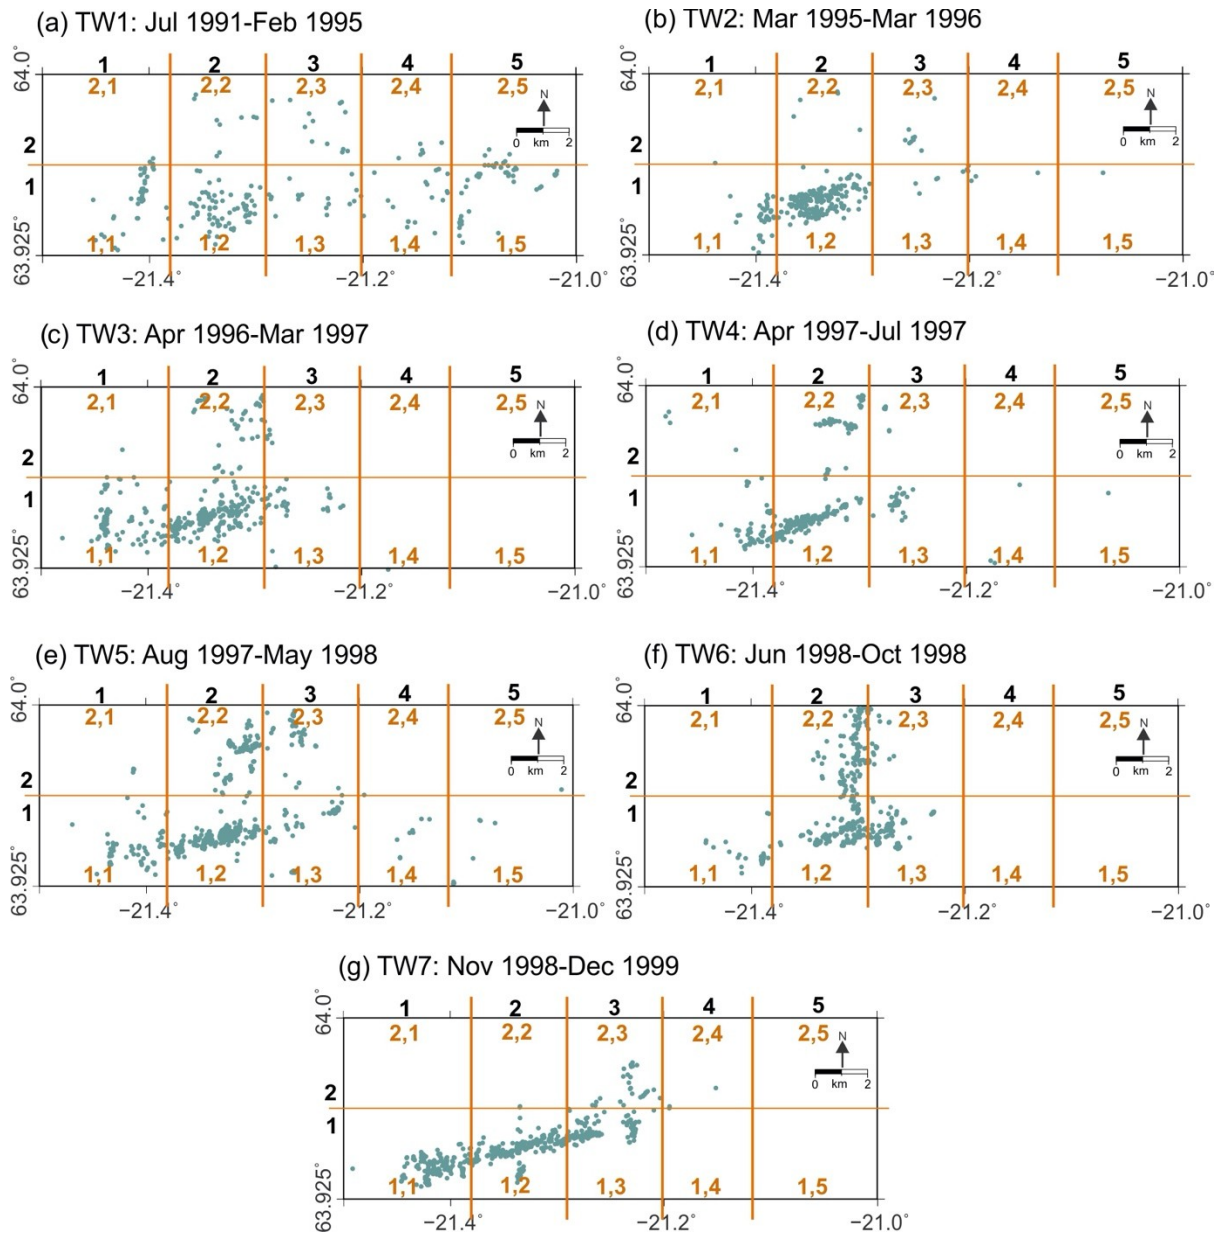 (a) TW1: Jul 1991-Feb 1995
1 2 3 4 5
64.0°
2,1 2,2 2,3 2,4 2,5
N
0 km 2
2
1
1,1 1,2 1,3 1,4 1,5
63.925°
−21.4° −21.2° −21.0°
(b) TW2: Mar 1995-Mar 1996
1 2 3 4 5
64.0°
2,1 2,2 2,3 2,4 2,5
N
0 km 2
2
1
1,1 1,2 1,3 1,4 1,5
63.925°
−21.4° −21.2° −21.0°
(c) TW3: Apr 1996-Mar 1997
1 2 3 4 5
64.0°
2,1 2,2 2,3 2,4 2,5
N
0 km 2
2
1
1,1 1,2 1,3 1,4 1,5
63.925°
−21.4° −21.2° −21.0°
(d) TW4: Apr 1997-Jul 1997
1 2 3 4 5
64.0°
2,1 2,2 2,3 2,4 2,5
N
0 km 2
2
1
1,1 1,2 1,3 1,4 1,5
63.925°
−21.4° −21.2° −21.0°
(e) TW5: Aug 1997-May 1998
1 2 3 4 5
64.0°
2,1 2,2 2,3 2,4 2,5
N
0 km 2
2
1
1,1 1,2 1,3 1,4 1,5
63.925°
−21.4° −21.2° −21.0°
(f) TW6: Jun 1998-Oct 1998
1 2 3 4 5
64.0°
2,1 2,2 2,3 2,4 2,5
N
0 km 2
2
1
1,1 1,2 1,3 1,4 1,5
63.925°
−21.4° −21.2° −21.0°
(g) TW7: Nov 1998-Dec 1999
1 2 3 4 5
64.0°
2,1 2,2 2,3 2,4 2,5
N
0 km 2
2
1
1,1 1,2 1,3 1,4 1,5
63.925°
−21.4° −21.2° −21.0°